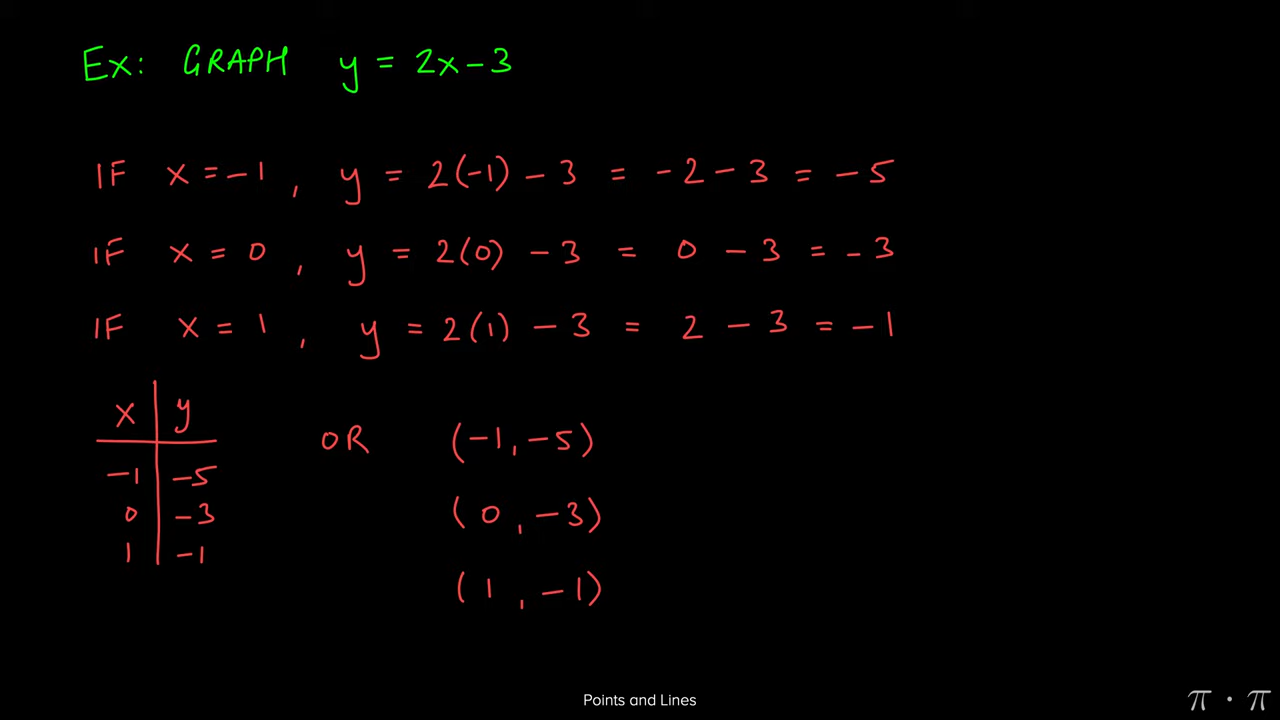 Ex: GRAPH y = 2x - 3
IF x = -1, y = 2(-1) - 3 = -2 - 3 = -5
IF x = 0, y = 2(0) - 3 = 0 - 3 = -3
IF x = 1, y = 2(1) - 3 = 2 - 3 = -1
x y
-1 -5
0 -3
1 -1
OR
(-1, -5)
(0, -3)
(1, -1)
Points and Lines
π · π